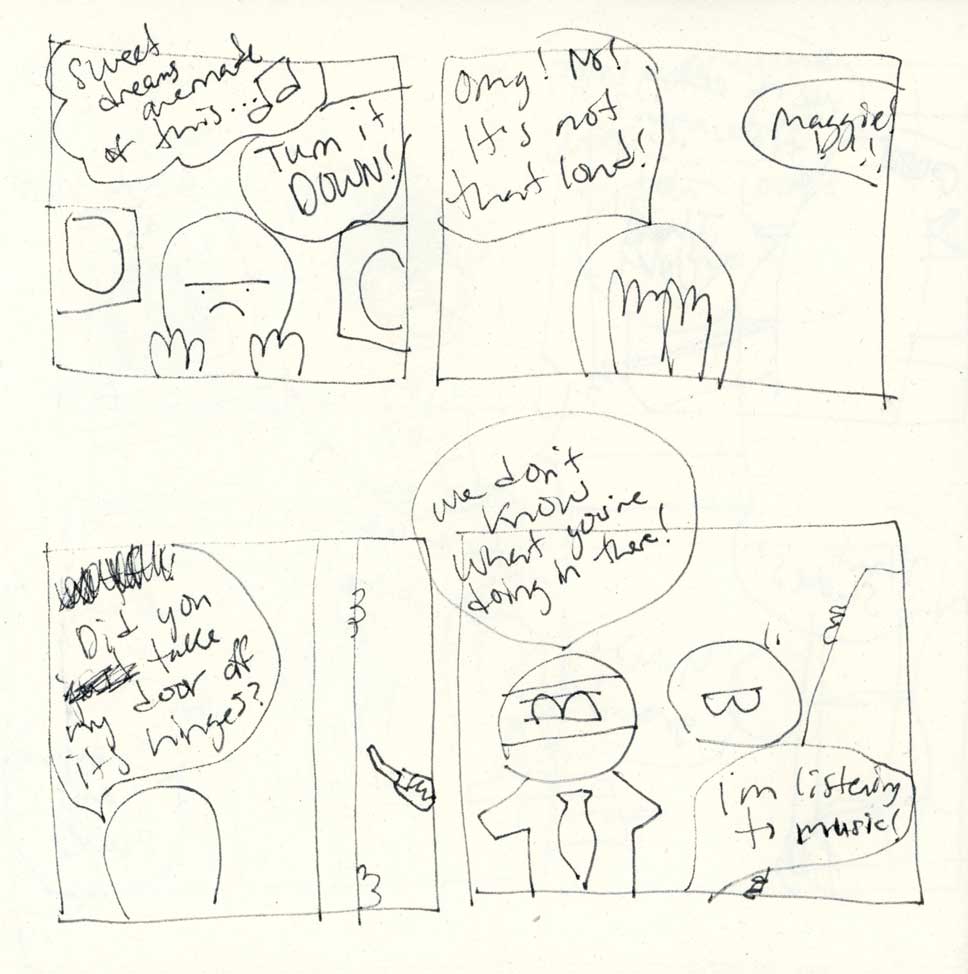 Sweet
dreams
are made
of this...♫
Turn it
DOWN!
Omg! No!
It's not
that loud!
Maggie!
DO!!
Did you
take
my door off
its hinges?
we don't
know
what you're
doing in there!
i'm listening
to music!